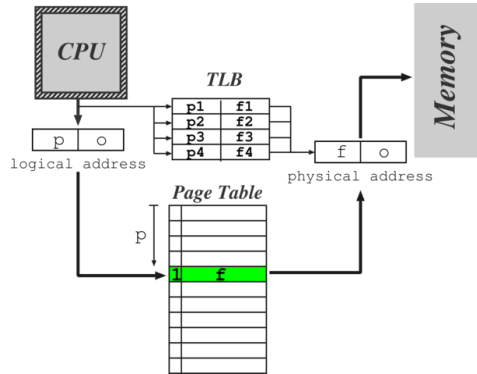 CPU
Memory
TLB
p1 f1
p2 f2
p3 f3
p4 f4
p o
logical address
f o
physical address
Page Table
p
1 f